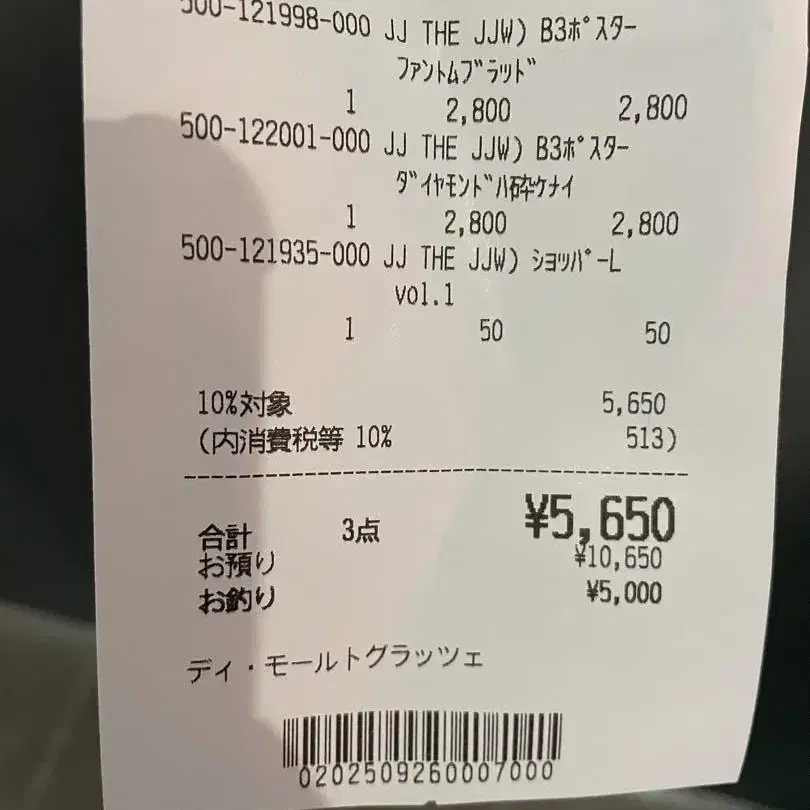 500-121998-000 JJ THE JJW) B3ﾎﾟｽﾀｰ
ﾌｧﾝﾄﾑﾌﾞﾗｯﾄﾞ
1 2,800 2,800
500-122001-000 JJ THE JJW) B3ﾎﾟｽﾀｰ
ﾀﾞｲﾔﾓﾝﾄﾞﾊ砕ｹﾅｲ
1 2,800 2,800
500-121935-000 JJ THE JJW) ｼｮｯﾊﾟｰL
vol.1
1 50 50
10%対象 5,650
(内消費税等 10% 513)
合計 3点 ¥5,650
お預り ¥10,650
お釣り ¥5,000
ディ・モールトグラッツェ
0202509260007000